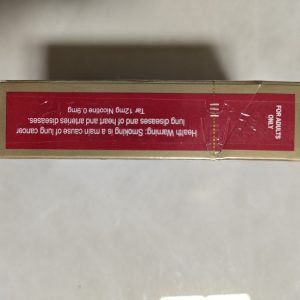 Health Warning: Smoking is a main cause of lung cancer
lung diseases and of heart and arteries diseases.
Tar 12mg Nicotine 0.9mg
FOR ADULTS
ONLY